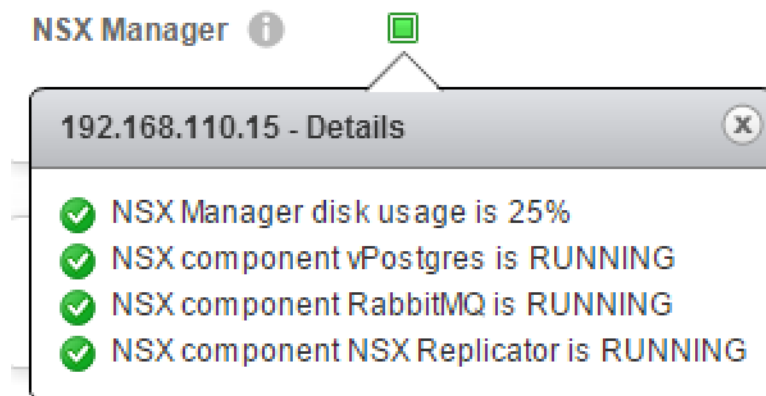 NSX Manager
192.168.110.15 - Details
NSX Manager disk usage is 25%
NSX component vPostgres is RUNNING
NSX component RabbitMQ is RUNNING
NSX component NSX Replicator is RUNNING